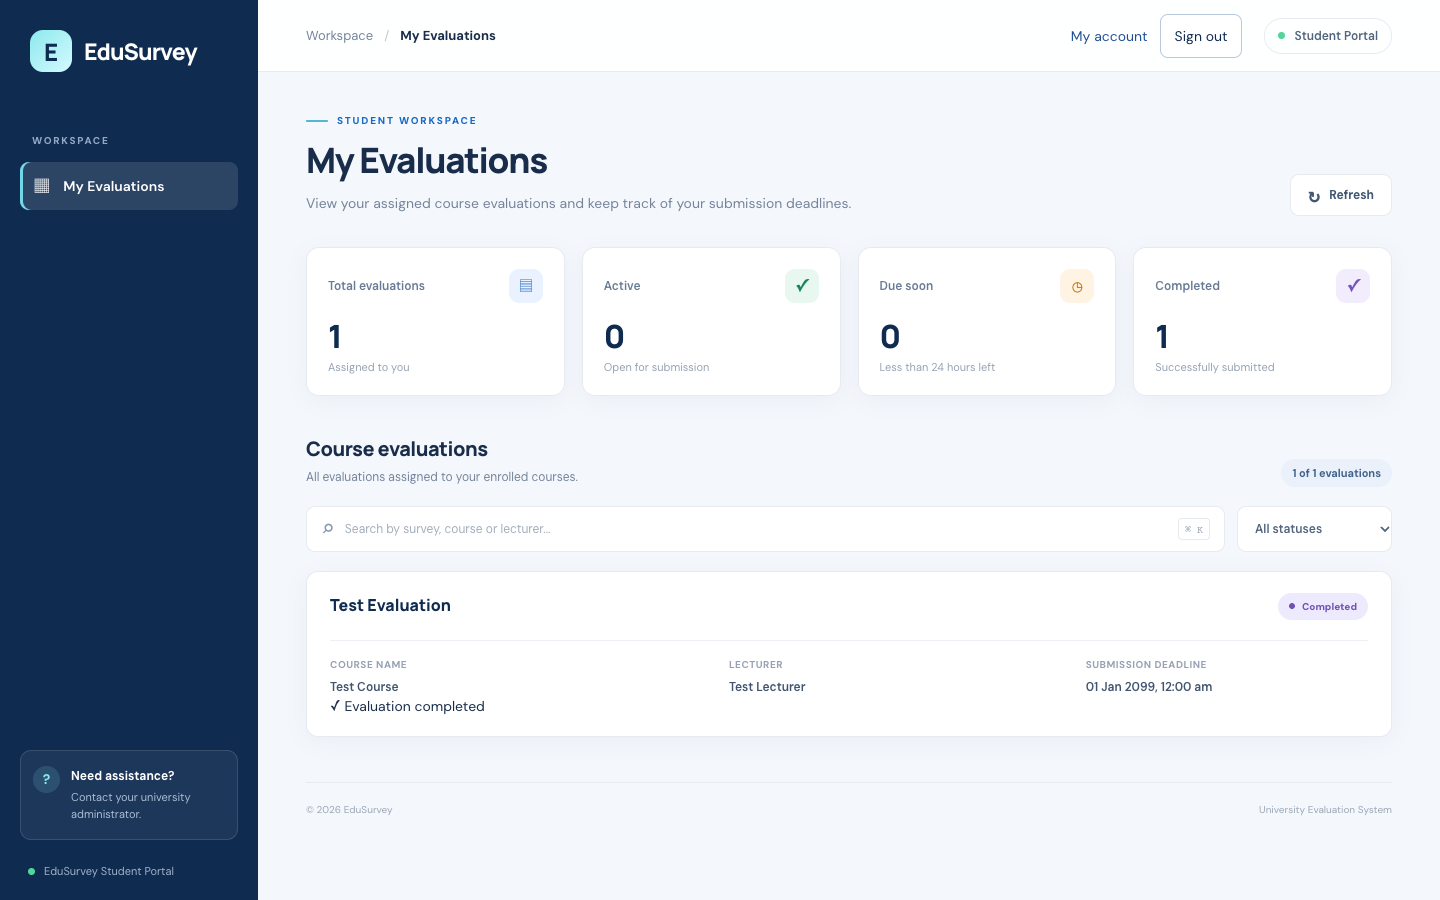 E EduSurvey
WORKSPACE
My Evaluations
Need assistance?
Contact your university
administrator.
EduSurvey Student Portal
Workspace / My Evaluations
My account
Sign out
Student Portal
STUDENT WORKSPACE
My Evaluations
View your assigned course evaluations and keep track of your submission deadlines.
↻ Refresh
Total evaluations
1
Assigned to you
Active
✓
0
Open for submission
Due soon
0
Less than 24 hours left
Completed
✓
1
Successfully submitted
Course evaluations
All evaluations assigned to your enrolled courses.
1 of 1 evaluations
Search by survey, course or lecturer...
⌘ K
All statuses
Test Evaluation
Completed
COURSE NAME
Test Course
✓ Evaluation completed
LECTURER
Test Lecturer
SUBMISSION DEADLINE
01 Jan 2099, 12:00 am
© 2026 EduSurvey
University Evaluation System